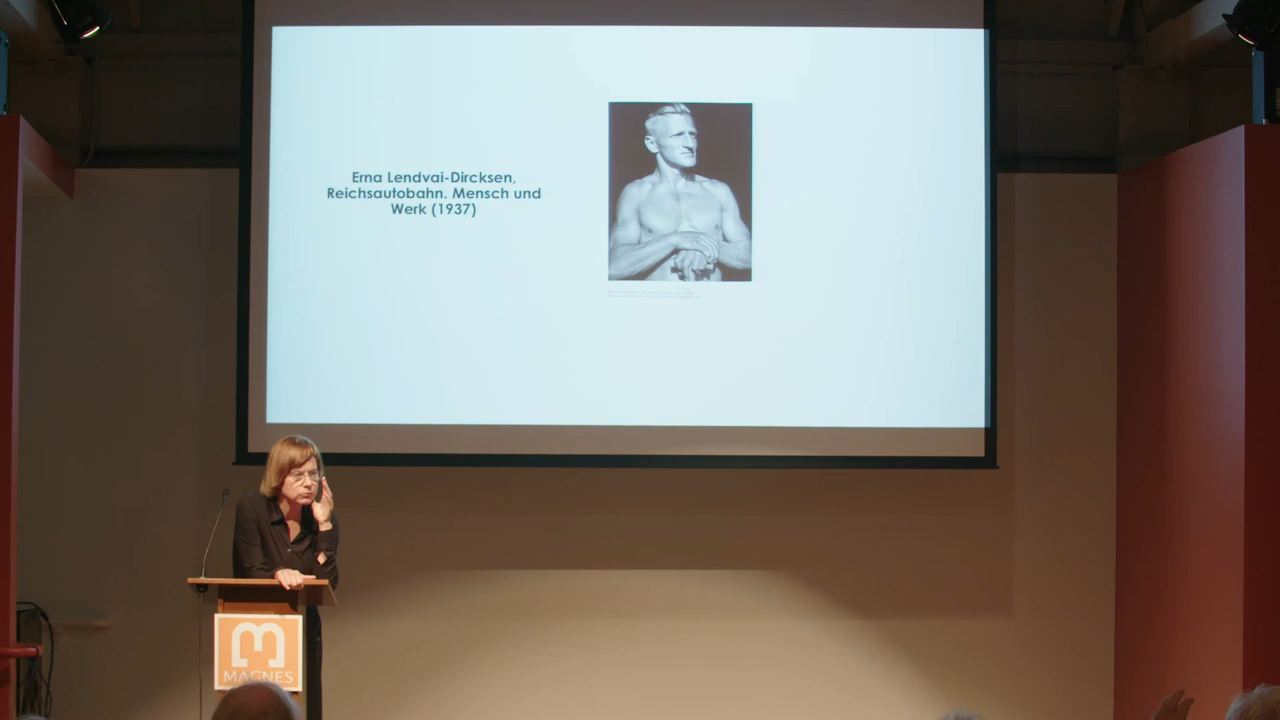 Erna Lendvai-Dircksen,
Reichsautobahn. Mensch und
Werk (1937)
MAGNES